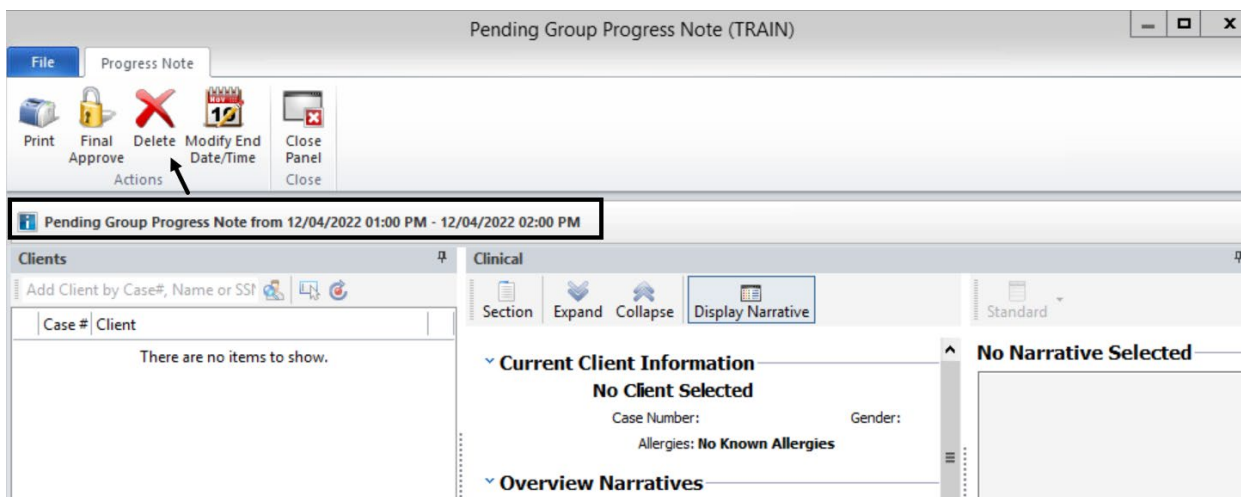 Pending Group Progress Note (TRAIN)
File Progress Note
Print Final Approve Delete Modify End Date/Time Close Panel
Actions Close
Pending Group Progress Note from 12/04/2022 01:00 PM - 12/04/2022 02:00 PM
Clients Clinical
Add Client by Case#, Name or SSN
Section Expand Collapse Display Narrative Standard
Case # Client
There are no items to show.
Current Client Information No Narrative Selected
No Client Selected
Case Number: Gender:
Allergies: No Known Allergies
Overview Narratives